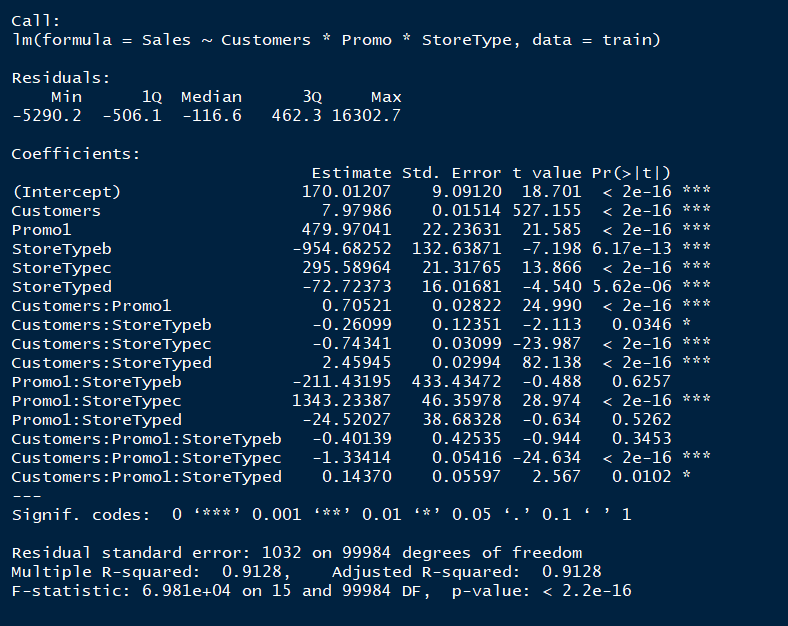 Call:
lm(formula = Sales ~ Customers * Promo * StoreType, data = train)
Residuals:
Min 1Q Median 3Q Max
-5290.2 -506.1 -116.6 462.3 16302.7
Coefficients:
Estimate Std. Error t value Pr(>|t|)
(Intercept) 170.01207 9.09120 18.701 < 2e-16 ***
Customers 7.97986 0.01514 527.155 < 2e-16 ***
Promo1 479.97041 22.23631 21.585 < 2e-16 ***
StoreTypeb -954.68252 132.63871 -7.198 6.17e-13 ***
StoreTypec 295.58964 21.31765 13.866 < 2e-16 ***
StoreTyped -72.72373 16.01681 -4.540 5.62e-06 ***
Customers:Promo1 0.70521 0.02822 24.990 < 2e-16 ***
Customers:StoreTypeb -0.26099 0.12351 -2.113 0.0346 *
Customers:StoreTypec -0.74341 0.03099 -23.987 < 2e-16 ***
Customers:StoreTyped 2.45945 0.02994 82.138 < 2e-16 ***
Promo1:StoreTypeb -211.43195 433.43472 -0.488 0.6257
Promo1:StoreTypec 1343.23387 46.35978 28.974 < 2e-16 ***
Promo1:StoreTyped -24.52027 38.68328 -0.634 0.5262
Customers:Promo1:StoreTypeb -0.40139 0.42535 -0.944 0.3453
Customers:Promo1:StoreTypec -1.33414 0.05416 -24.634 < 2e-16 ***
Customers:Promo1:StoreTyped 0.14370 0.05597 2.567 0.0102 *
---
Signif. codes: 0 ‘***’ 0.001 ‘**’ 0.01 ‘*’ 0.05 ‘.’ 0.1 ‘ ’ 1
Residual standard error: 1032 on 99984 degrees of freedom
Multiple R-squared: 0.9128, Adjusted R-squared: 0.9128
F-statistic: 6.981e+04 on 15 and 99984 DF, p-value: < 2.2e-16